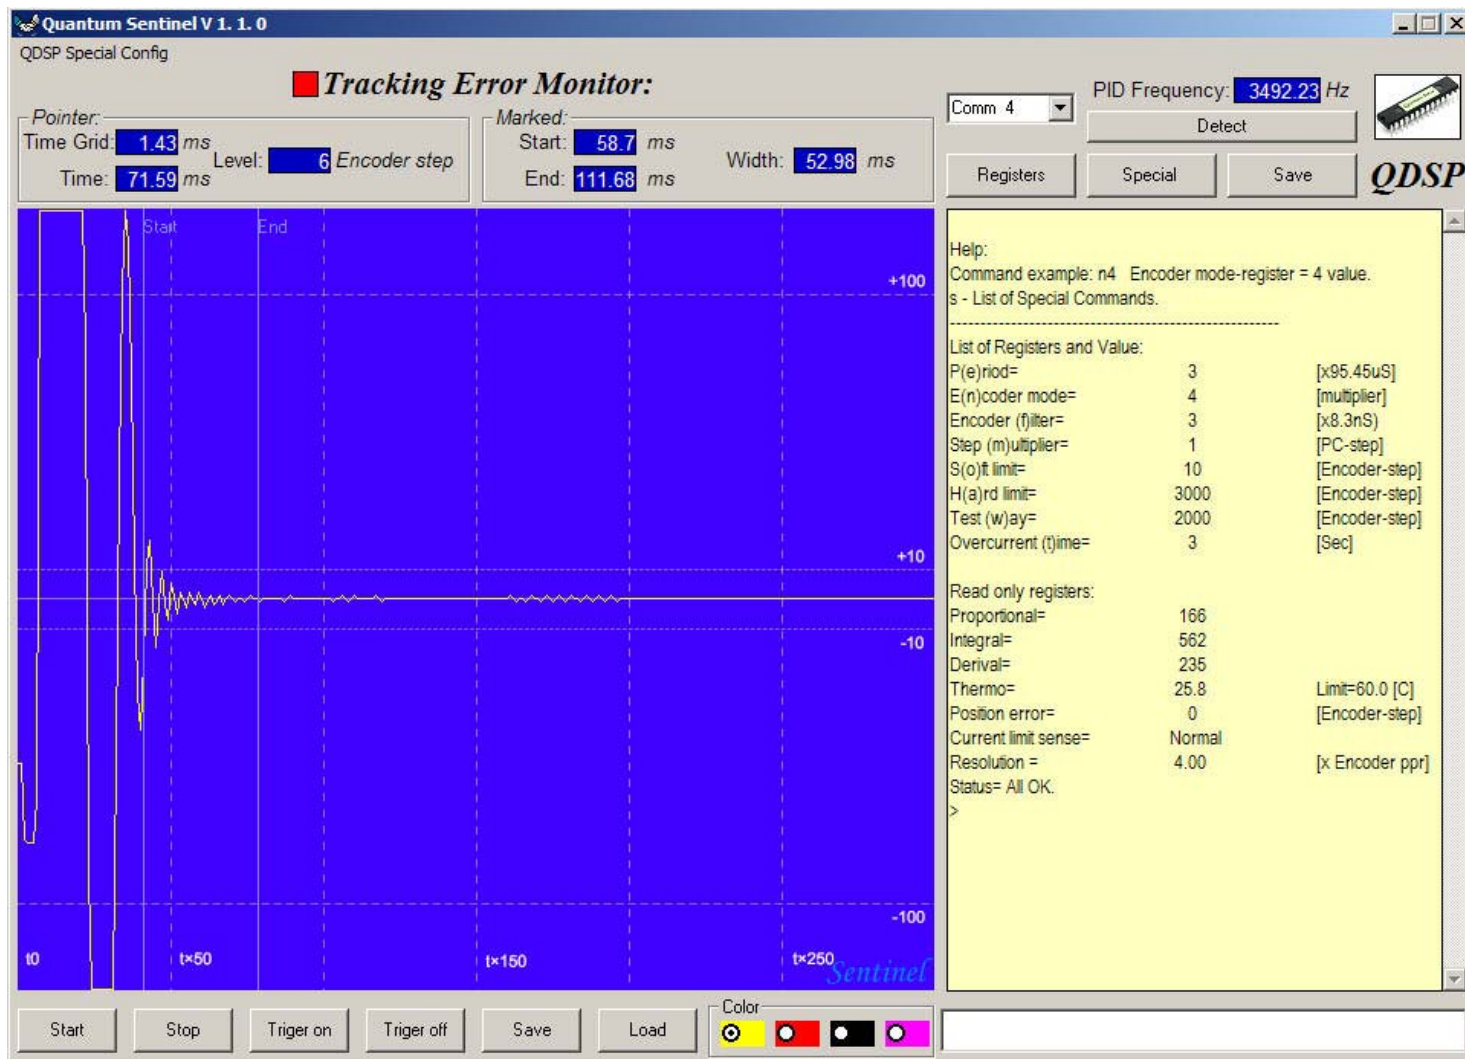 Quantum Sentinel V 1. 1. 0
QDSP Special Config
Tracking Error Monitor:
Pointer:
Time Grid: 1.43 ms
Level: 6 Encoder step
Time: 71.59 ms
Marked:
Start: 58.7 ms
Width: 52.98 ms
End: 111.68 ms
Comm 4
PID Frequency: 3492.23 Hz
Detect
Registers Special Save QDSP
Start End
+100
+10
-10
-100
t0 t×50 t×150 t×250
Sentinel
Help:
Command example: n4 Encoder mode-register = 4 value.
s - List of Special Commands.
------------------------------------------------------
List of Registers and Value:
P(e)riod= 3 [x95.45uS]
E(n)coder mode= 4 [multiplier]
Encoder (f)ilter= 3 [x8.3nS)
Step (m)ultiplier= 1 [PC-step]
S(o)ft limit= 10 [Encoder-step]
H(a)rd limit= 3000 [Encoder-step]
Test (w)ay= 2000 [Encoder-step]
Overcurrent (t)ime= 3 [Sec]
Read only registers:
Proportional= 166
Integral= 562
Derival= 235
Thermo= 25.8 Limit=60.0 [C]
Position error= 0 [Encoder-step]
Current limit sense= Normal
Resolution = 4.00 [x Encoder ppr]
Status= All OK.
>
Start Stop Triger on Triger off Save Load
Color